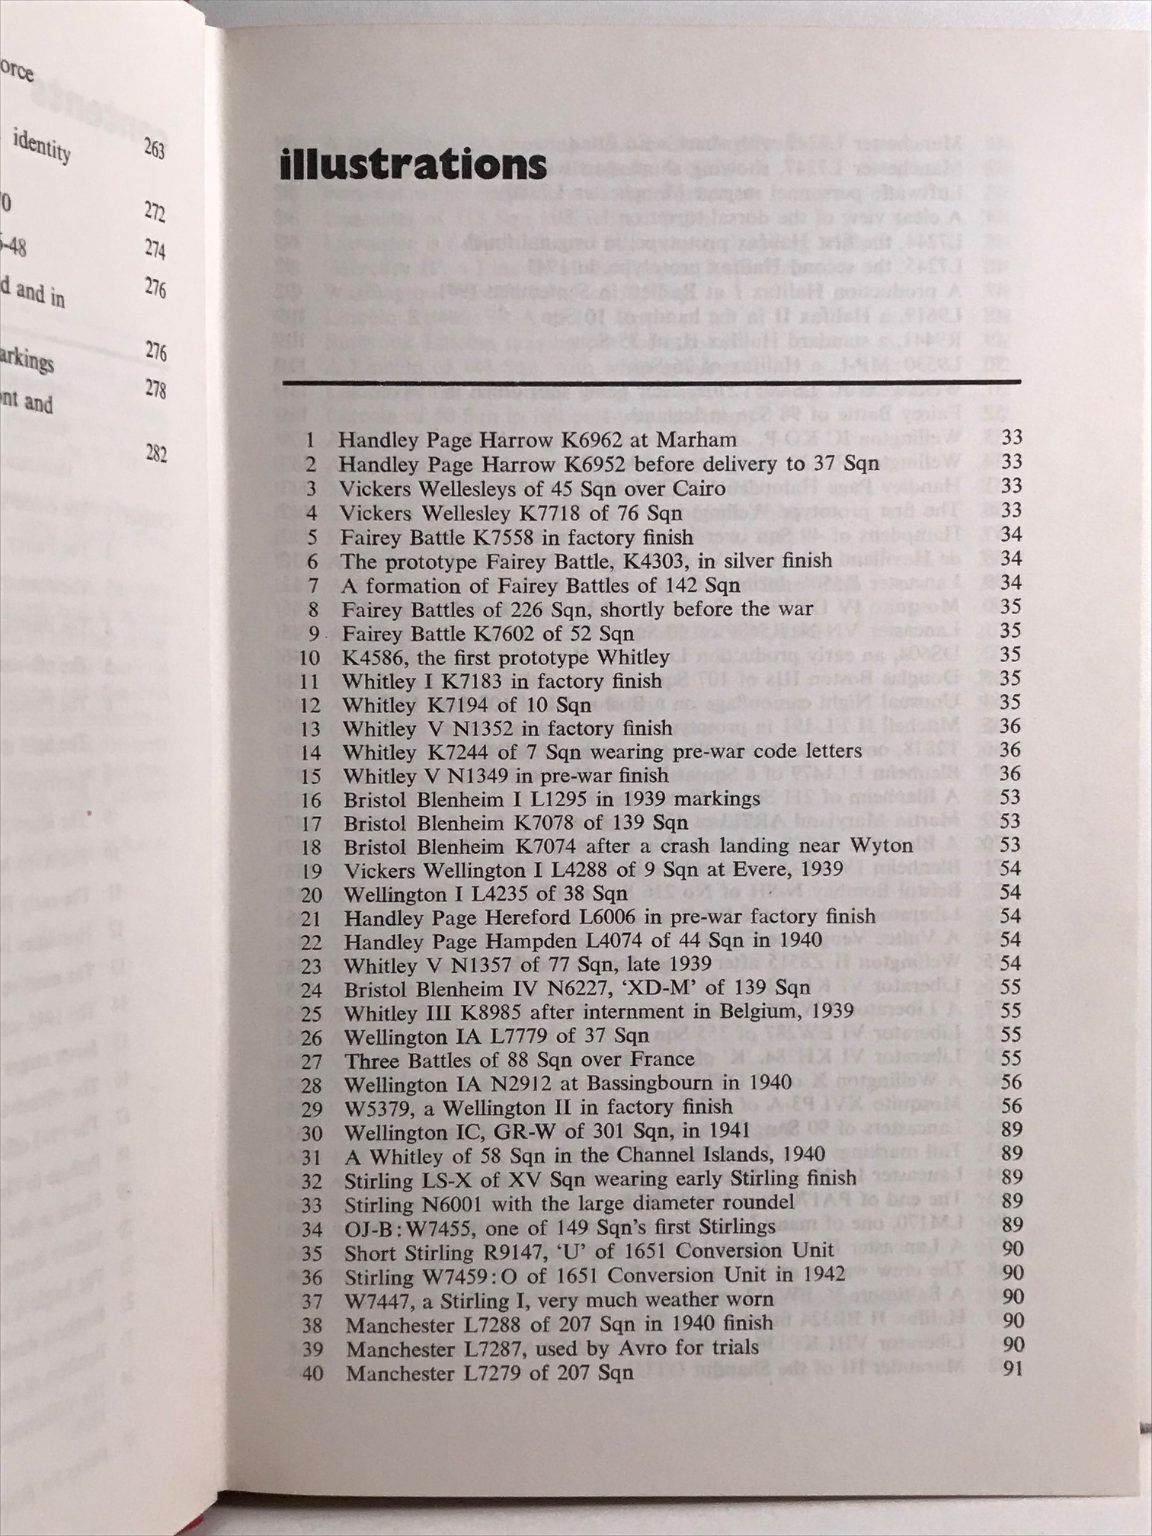 orce
identity 263
0 272
-48 274
d and in 276
arkings 276
nt and 278
282
illustrations
1 Handley Page Harrow K6962 at Marham 33
2 Handley Page Harrow K6952 before delivery to 37 Sqn 33
3 Vickers Wellesleys of 45 Sqn over Cairo 33
4 Vickers Wellesley K7718 of 76 Sqn 33
5 Fairey Battle K7558 in factory finish 34
6 The prototype Fairey Battle, K4303, in silver finish 34
7 A formation of Fairey Battles of 142 Sqn 34
8 Fairey Battles of 226 Sqn, shortly before the war 35
9 Fairey Battle K7602 of 52 Sqn 35
10 K4586, the first prototype Whitley 35
11 Whitley I K7183 in factory finish 35
12 Whitley K7194 of 10 Sqn 35
13 Whitley V N1352 in factory finish 36
14 Whitley K7244 of 7 Sqn wearing pre-war code letters 36
15 Whitley V N1349 in pre-war finish 36
16 Bristol Blenheim I L1295 in 1939 markings 53
17 Bristol Blenheim K7078 of 139 Sqn 53
18 Bristol Blenheim K7074 after a crash landing near Wyton 53
19 Vickers Wellington I L4288 of 9 Sqn at Evere, 1939 54
20 Wellington I L4235 of 38 Sqn 54
21 Handley Page Hereford L6006 in pre-war factory finish 54
22 Handley Page Hampden L4074 of 44 Sqn in 1940 54
23 Whitley V N1357 of 77 Sqn, late 1939 54
24 Bristol Blenheim IV N6227, ‘XD-M’ of 139 Sqn 55
25 Whitley III K8985 after internment in Belgium, 1939 55
26 Wellington IA L7779 of 37 Sqn 55
27 Three Battles of 88 Sqn over France 55
28 Wellington IA N2912 at Bassingbourn in 1940 56
29 W5379, a Wellington II in factory finish 56
30 Wellington IC, GR-W of 301 Sqn, in 1941 89
31 A Whitley of 58 Sqn in the Channel Islands, 1940 89
32 Stirling LS-X of XV Sqn wearing early Stirling finish 89
33 Stirling N6001 with the large diameter roundel 89
34 OJ-B:W7455, one of 149 Sqn's first Stirlings 89
35 Short Stirling R9147, ‘U’ of 1651 Conversion Unit 90
36 Stirling W7459:O of 1651 Conversion Unit in 1942 90
37 W7447, a Stirling I, very much weather worn 90
38 Manchester L7288 of 207 Sqn in 1940 finish 90
39 Manchester L7287, used by Avro for trials 90
40 Manchester L7279 of 207 Sqn 91